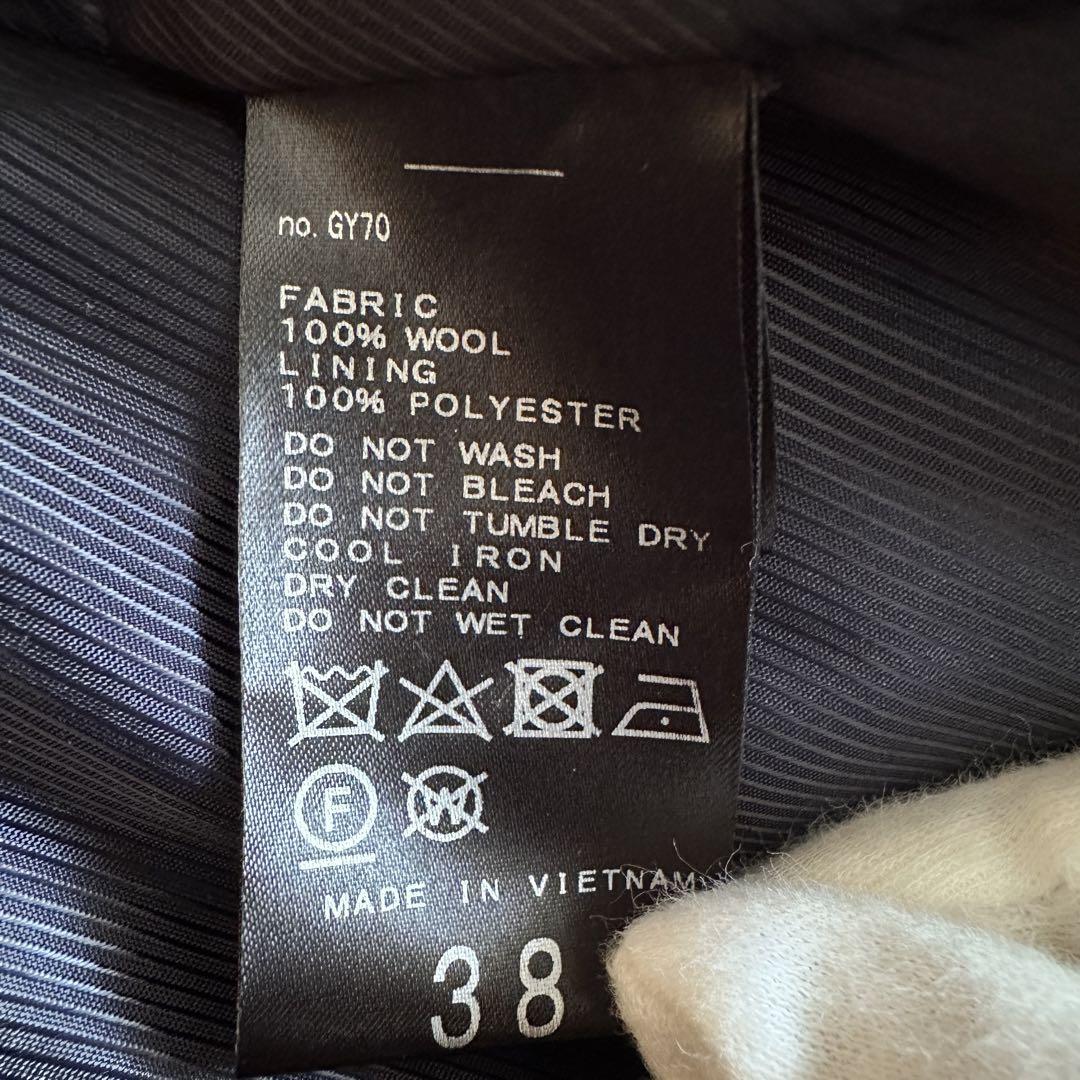 no. GY70
FABRIC
100% WOOL
LINING
100% POLYESTER
DO NOT WASH
DO NOT BLEACH
DO NOT TUMBLE DRY
COOL IRON
DRY CLEAN
DO NOT WET CLEAN
F W
MADE IN VIETNAM
38